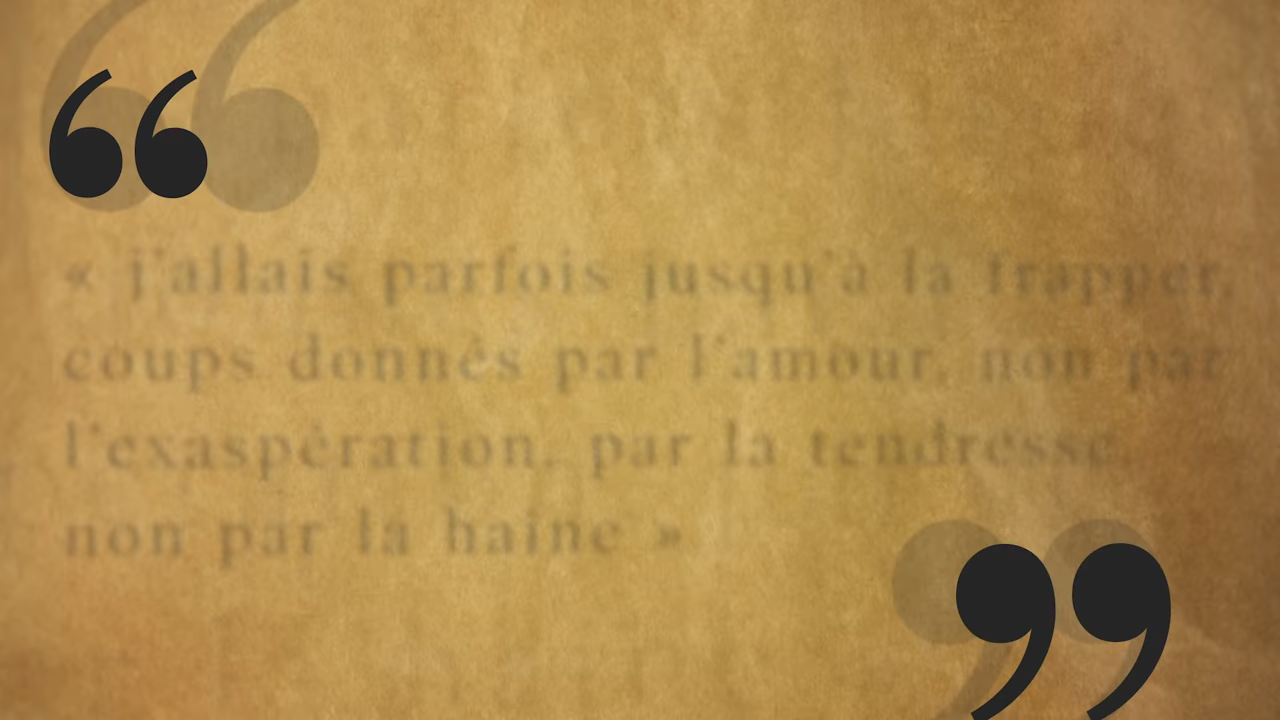 « j'allais parfois jusqu'à la frapper,
coups donnés par l'amour, non par
l'exaspération, par la tendresse,
non par la haine »